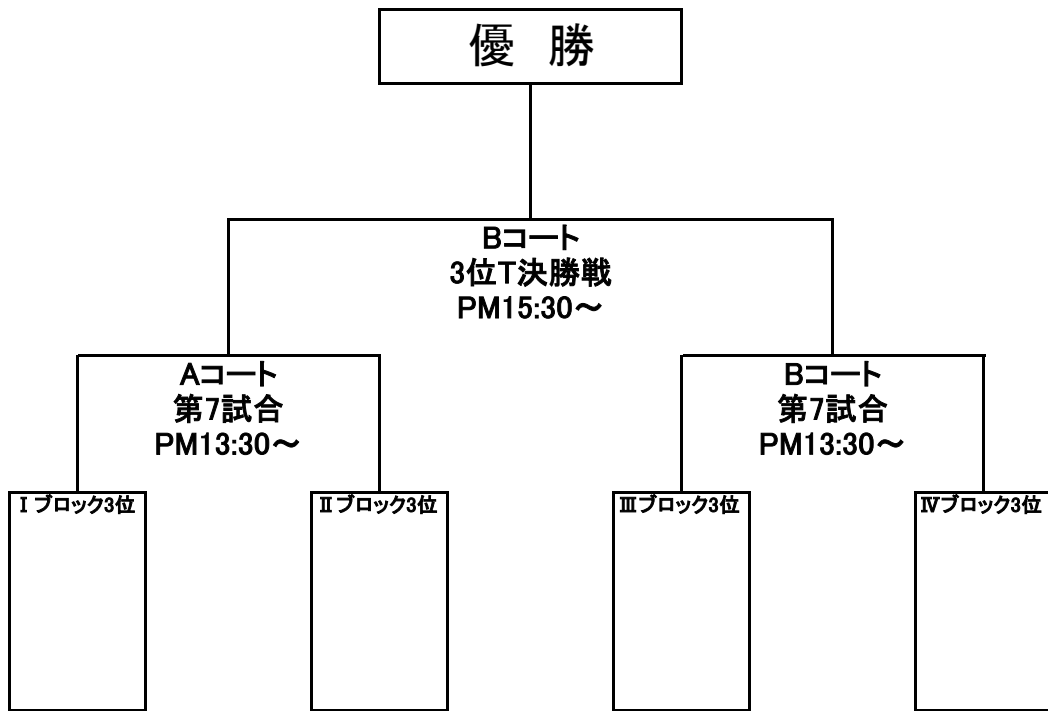 優　勝
Bコート
3位T決勝戦
PM15:30～
Aコート
第7試合
PM13:30～
Bコート
第7試合
PM13:30～
Ⅰブロック3位
Ⅱブロック3位
Ⅲブロック3位
Ⅳブロック3位